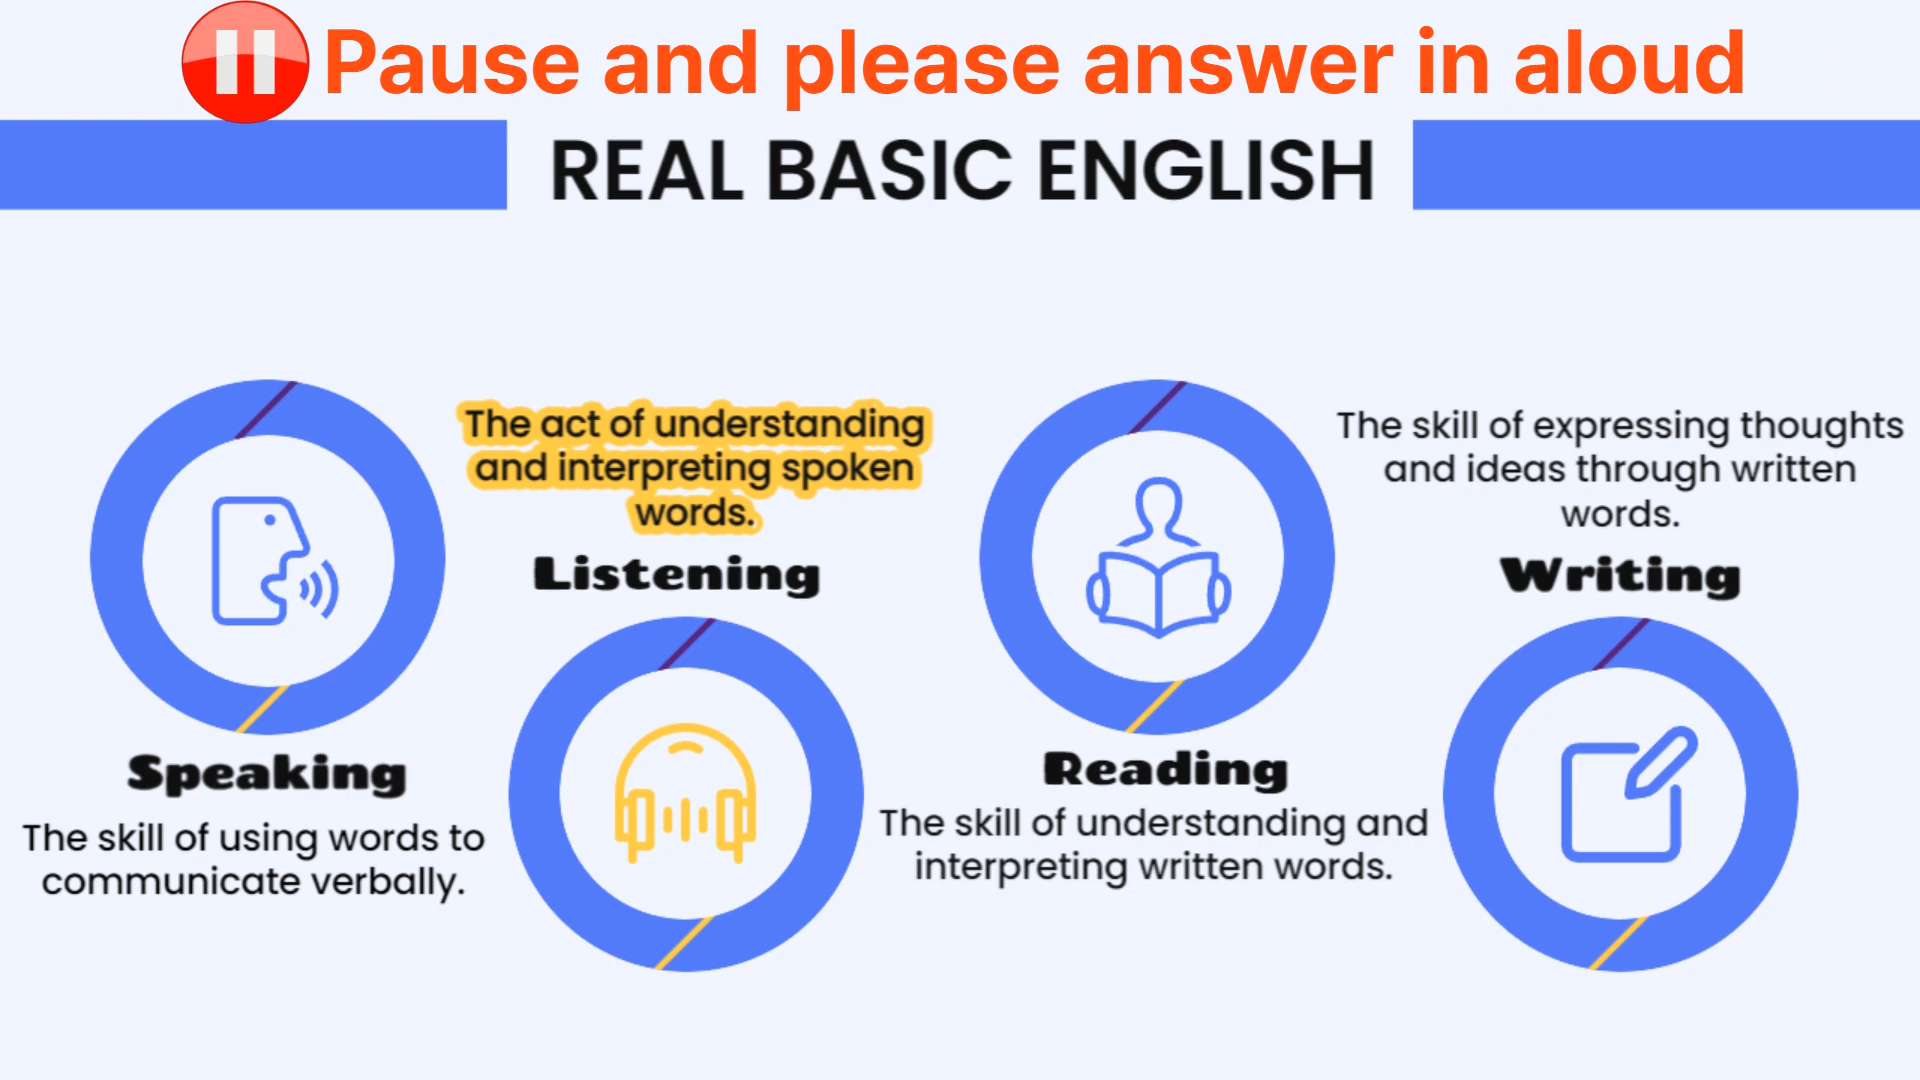 Pause and please answer in aloud
REAL BASIC ENGLISH
Speaking
The skill of using words to
communicate verbally.
The act of understanding
and interpreting spoken
words.
Listening
Reading
The skill of understanding and
interpreting written words.
The skill of expressing thoughts
and ideas through written
words.
Writing